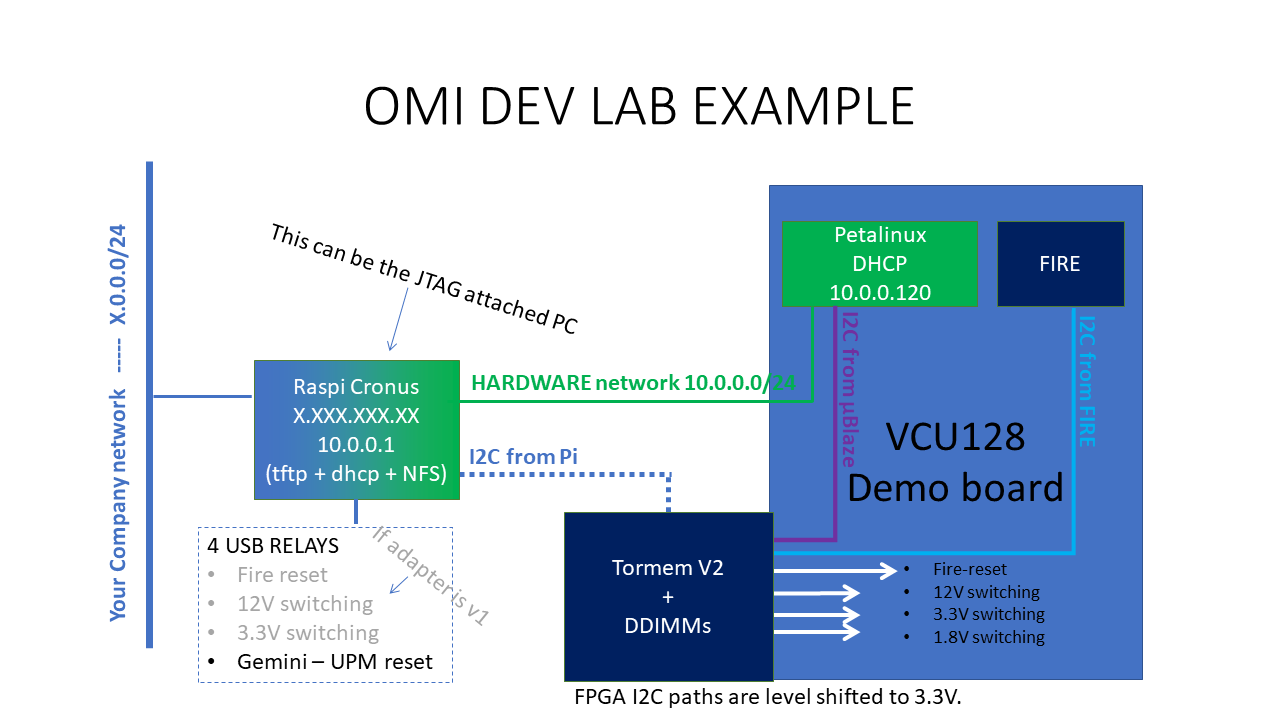 OMI DEV LAB EXAMPLE
Your Company network ----- X.0.0.0/24
This can be the JTAG attached PC
Raspi Cronus
X.XXX.XXX.XX
10.0.0.1
(tftp + dhcp + NFS)
HARDWARE network 10.0.0.0/24
I2C from Pi
4 USB RELAYS
• Fire reset
• 12V switching
• 3.3V switching
• Gemini – UPM reset
If adapter is v1
Petalinux
DHCP
10.0.0.120
FIRE
I2C from µBlaze
I2C from FIRE
VCU128
Demo board
Tormem V2
+
DDIMMs
• Fire-reset
• 12V switching
• 3.3V switching
• 1.8V switching
FPGA I2C paths are level shifted to 3.3V.